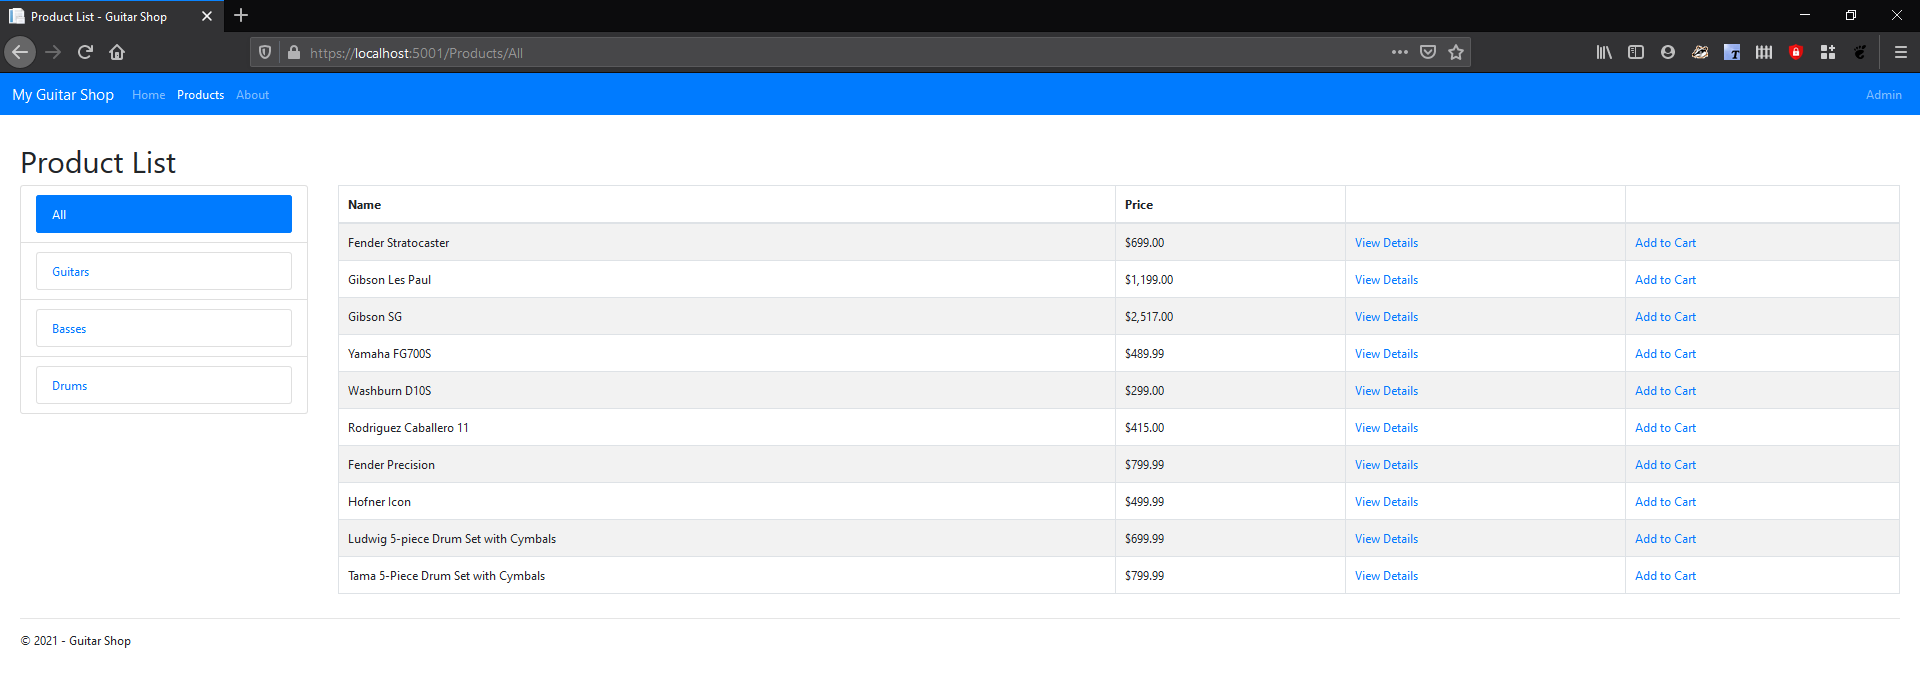 Product List - Guitar Shop
https://localhost:5001/Products/All
My Guitar Shop Home Products About Admin
Product List
All
Guitars
Basses
Drums
Name Price
Fender Stratocaster $699.00 View Details Add to Cart
Gibson Les Paul $1,199.00 View Details Add to Cart
Gibson SG $2,517.00 View Details Add to Cart
Yamaha FG700S $489.99 View Details Add to Cart
Washburn D10S $299.00 View Details Add to Cart
Rodriguez Caballero 11 $415.00 View Details Add to Cart
Fender Precision $799.99 View Details Add to Cart
Hofner Icon $499.99 View Details Add to Cart
Ludwig 5-piece Drum Set with Cymbals $699.99 View Details Add to Cart
Tama 5-Piece Drum Set with Cymbals $799.99 View Details Add to Cart
© 2021 - Guitar Shop